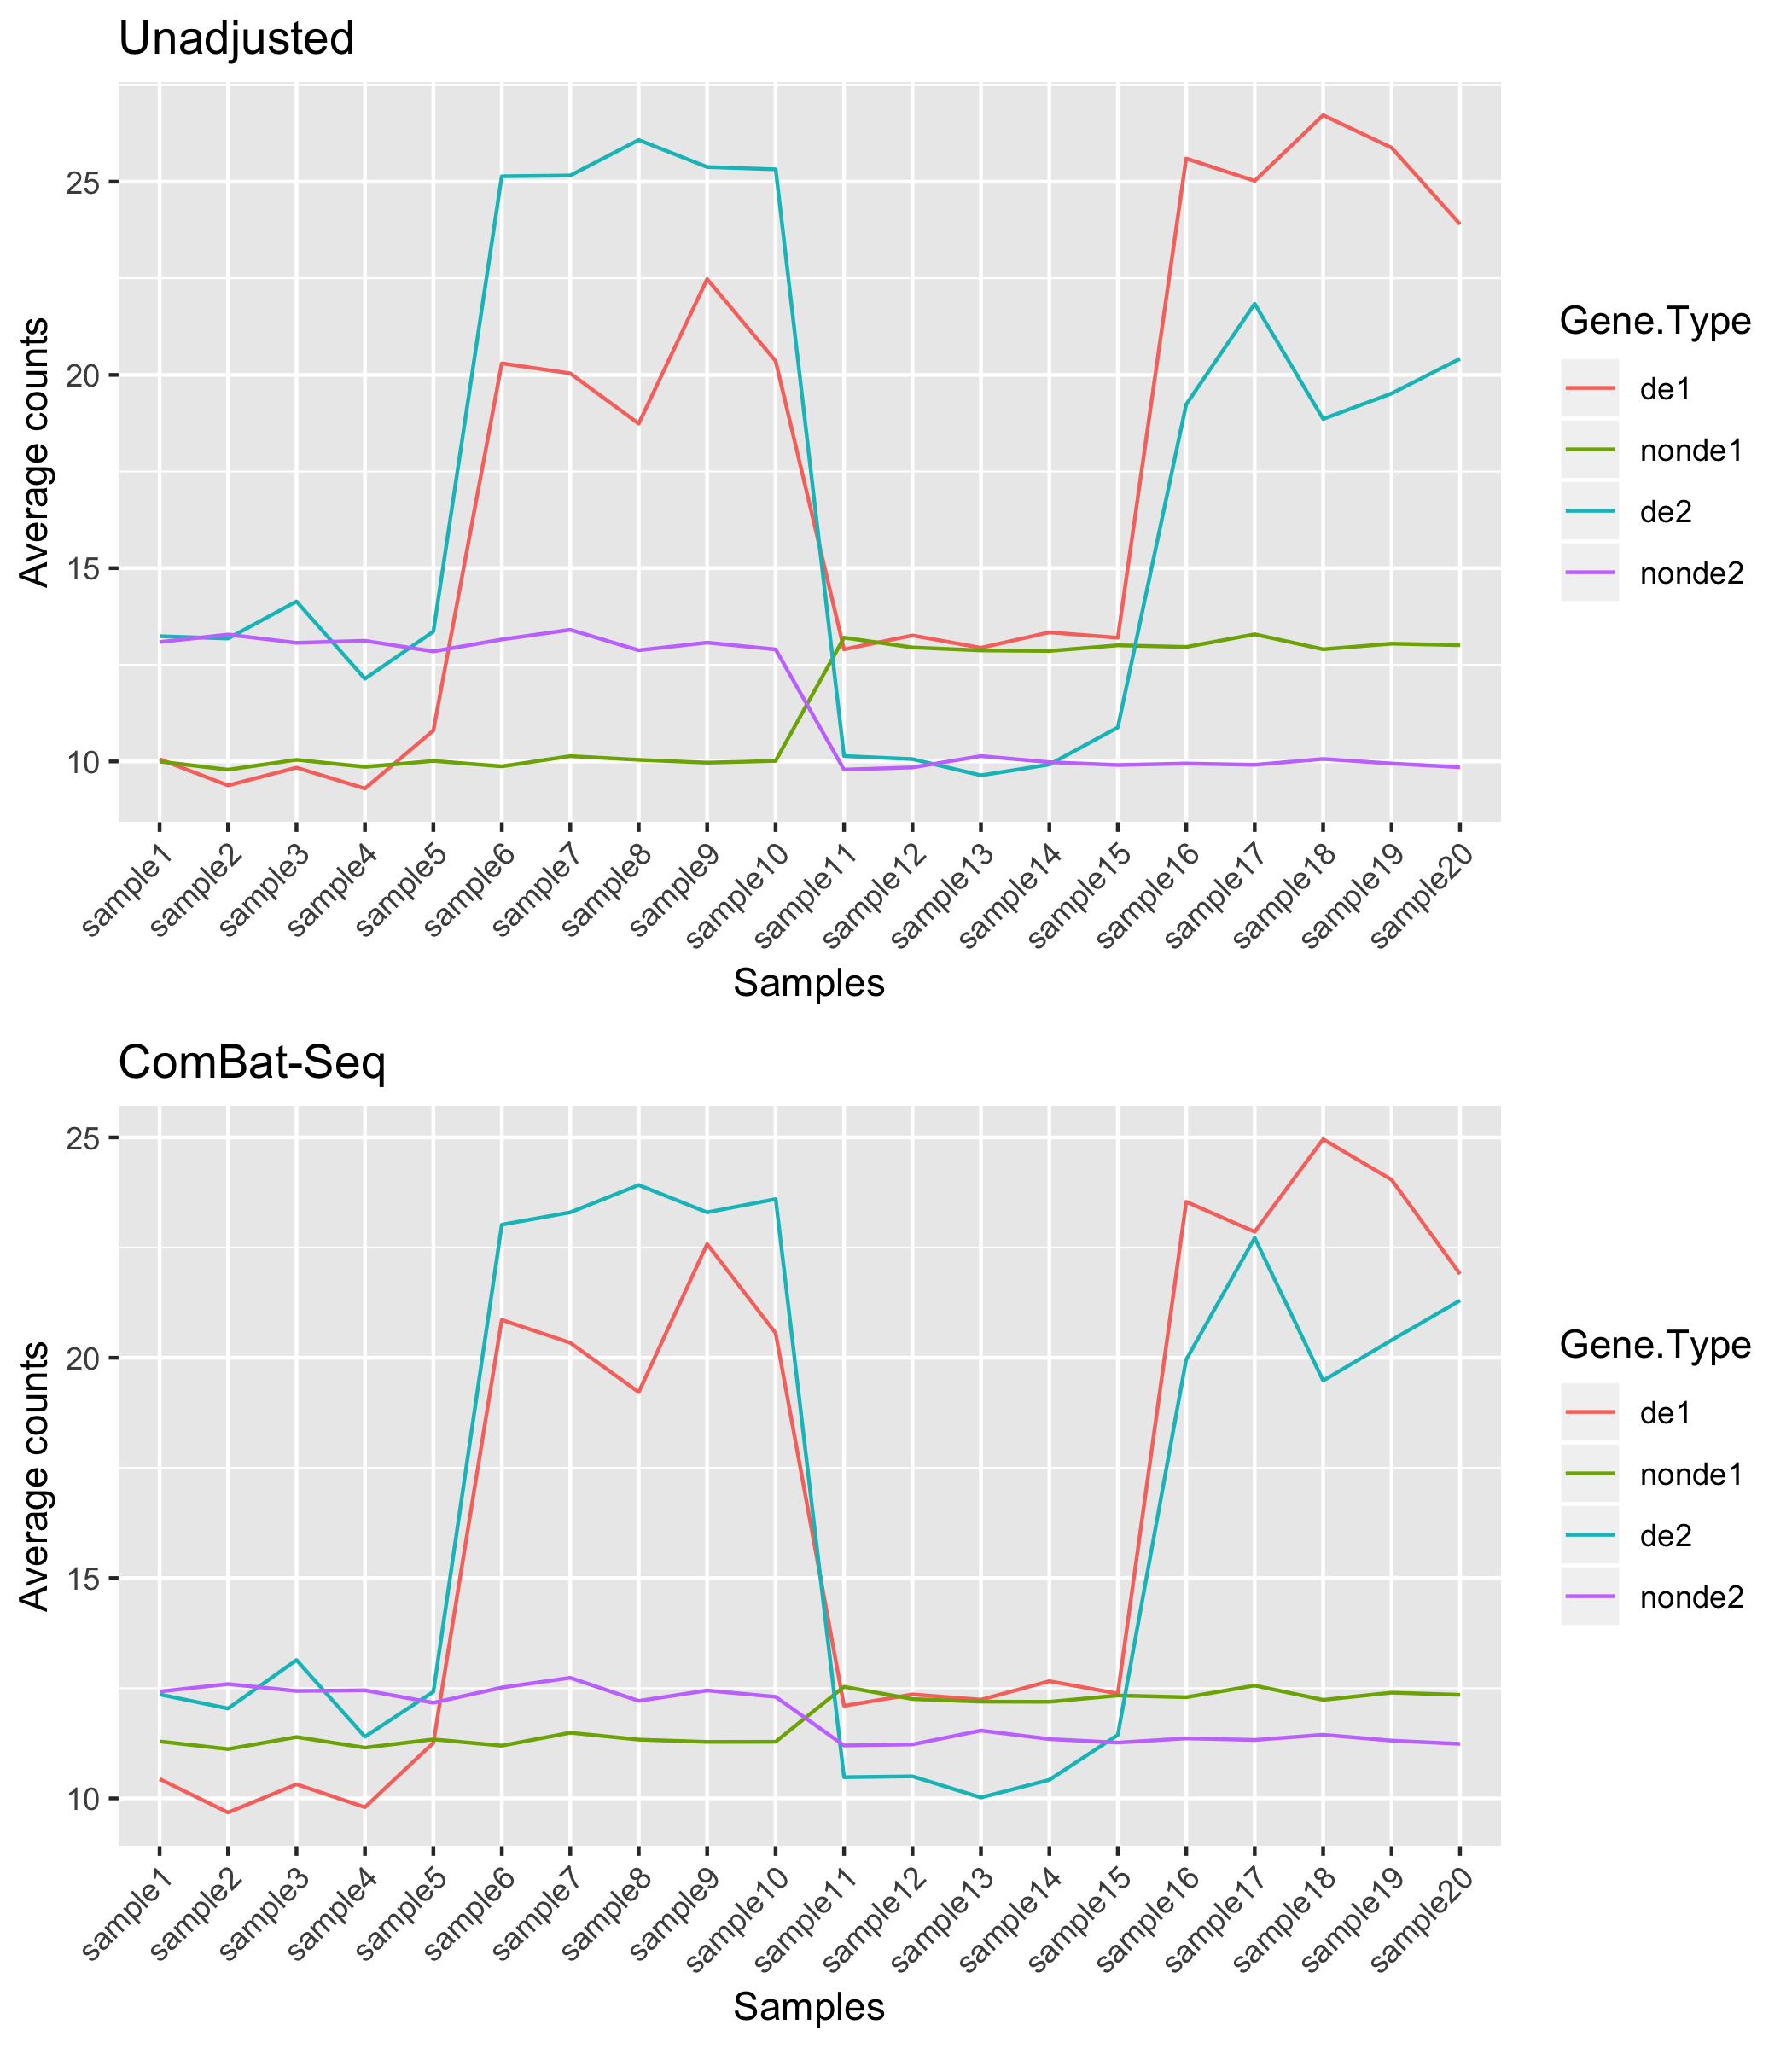 Unadjusted
Average counts
25
20
15
10
sample1
sample2
sample3
sample4
sample5
sample6
sample7
sample8
sample9
sample10
sample11
sample12
sample13
sample14
sample15
sample16
sample17
sample18
sample19
sample20
Samples
Gene.Type
de1
nonde1
de2
nonde2
ComBat-Seq
Average counts
25
20
15
10
sample1
sample2
sample3
sample4
sample5
sample6
sample7
sample8
sample9
sample10
sample11
sample12
sample13
sample14
sample15
sample16
sample17
sample18
sample19
sample20
Samples
Gene.Type
de1
nonde1
de2
nonde2